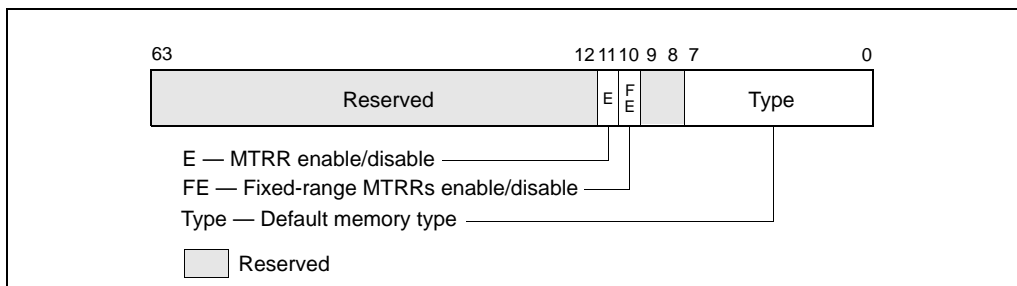 63 12 11 10 9 8 7 0
Reserved E FE Type
E — MTRR enable/disable
FE — Fixed-range MTRRs enable/disable
Type — Default memory type
Reserved